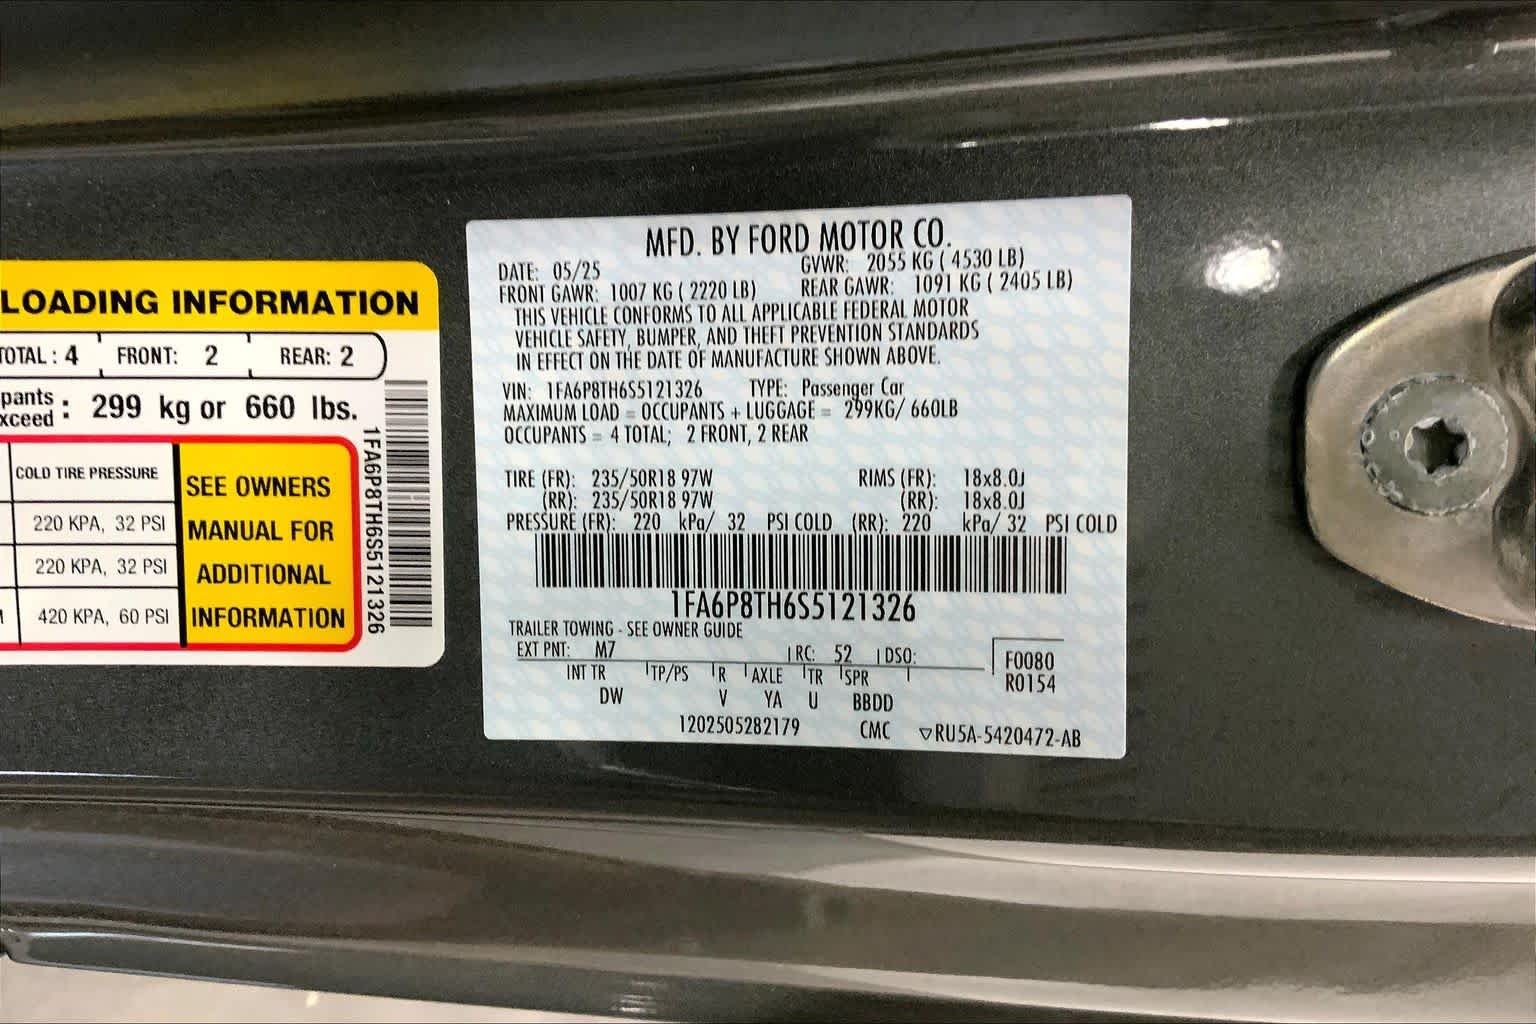 LOADING INFORMATION
TOTAL : 4 FRONT: 2 REAR: 2
pants
xceed : 299 kg or 660 lbs.
COLD TIRE PRESSURE
220 KPA, 32 PSI
220 KPA, 32 PSI
420 KPA, 60 PSI
SEE OWNERS
MANUAL FOR
ADDITIONAL
INFORMATION
1FA6P8TH6S5121326
MFD. BY FORD MOTOR CO.
DATE: 05/25 GVWR: 2055 KG ( 4530 LB)
FRONT GAWR: 1007 KG ( 2220 LB) REAR GAWR: 1091 KG ( 2405 LB)
THIS VEHICLE CONFORMS TO ALL APPLICABLE FEDERAL MOTOR
VEHICLE SAFETY, BUMPER, AND THEFT PREVENTION STANDARDS
IN EFFECT ON THE DATE OF MANUFACTURE SHOWN ABOVE.
VIN: 1FA6P8TH6S5121326 TYPE: Passenger Car
MAXIMUM LOAD = OCCUPANTS + LUGGAGE = 299KG/ 660LB
OCCUPANTS = 4 TOTAL; 2 FRONT, 2 REAR
TIRE (FR): 235/50R18 97W RIMS (FR): 18x8.0J
(RR): 235/50R18 97W (RR): 18x8.0J
PRESSURE (FR): 220 kPa/ 32 PSI COLD (RR): 220 kPa/ 32 PSI COLD
1FA6P8TH6S5121326
TRAILER TOWING - SEE OWNER GUIDE
EXT PNT: M7 RC: 52 DSO:
INT TR TP/PS R AXLE TR SPR
DW V YA U BBDD
F0080
R0154
1202505282179 CMC ▽RU5A-5420472-AB